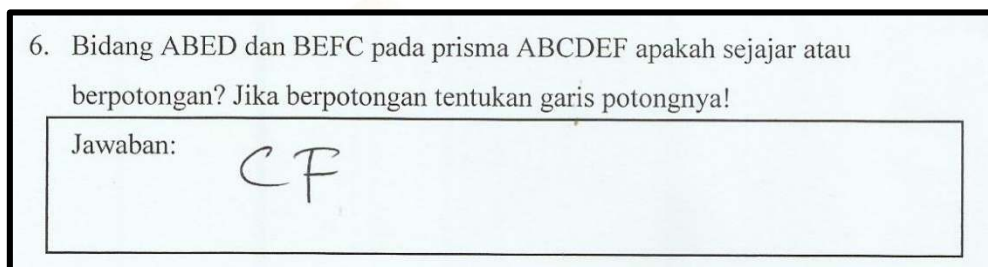 6. Bidang ABED dan BEFC pada prisma ABCDEF apakah sejajar atau
berpotongan? Jika berpotongan tentukan garis potongnya!
Jawaban:
CF